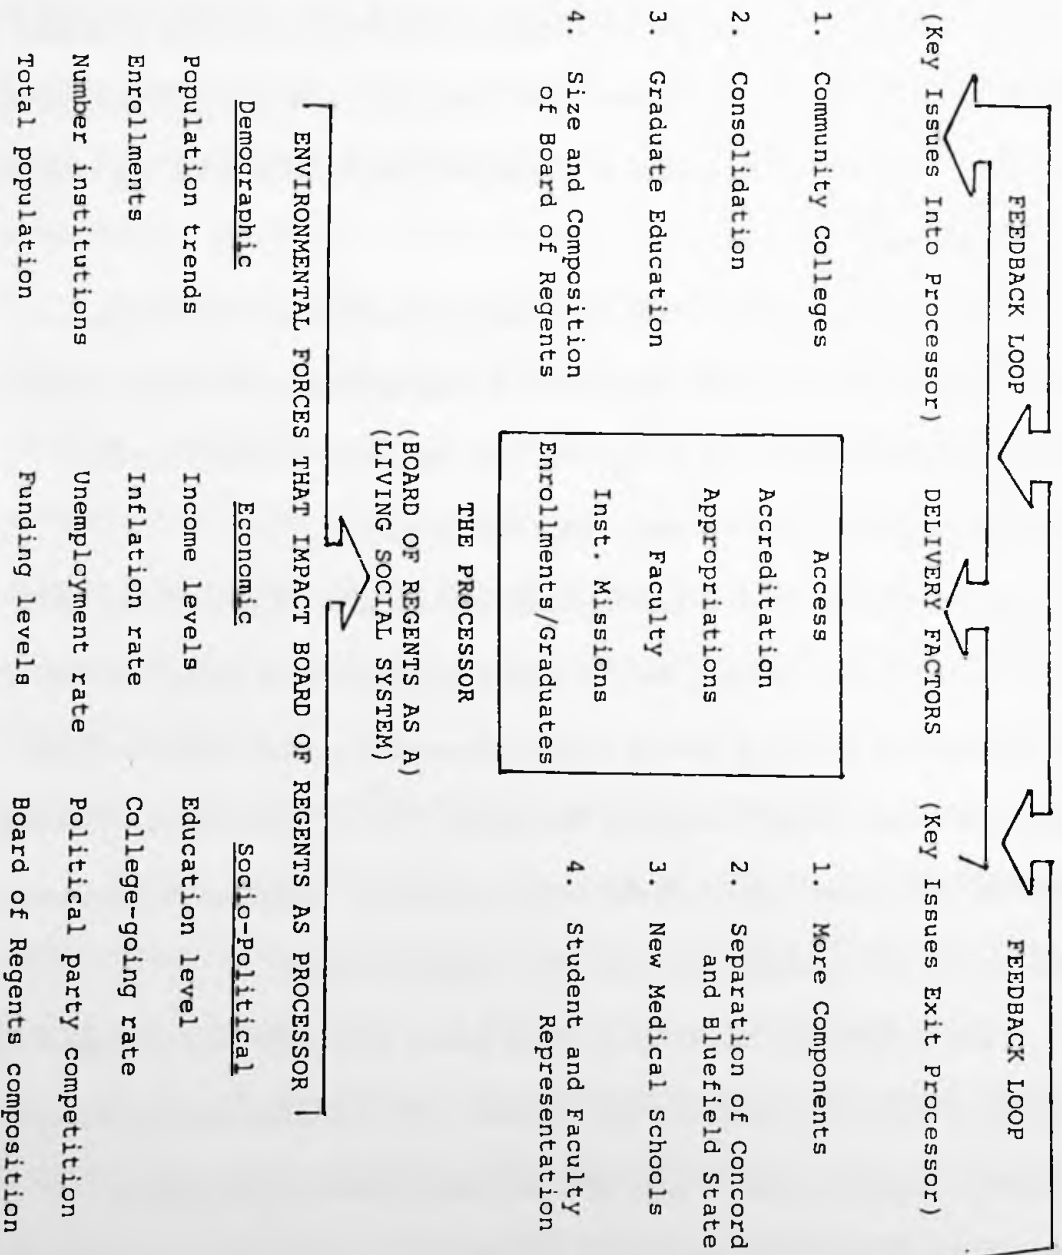 FEEDBACK LOOP
FEEDBACK LOOP
(Key Issues Into Processor)
DELIVERY FACTORS
(Key Issues Exit Processor)
1. Community Colleges
2. Consolidation
3. Graduate Education
4. Size and Composition
of Board of Regents
Access
Accreditation
Appropriations
Faculty
Inst. Missions
Enrollments/Graduates
THE PROCESSOR
(BOARD OF REGENTS AS A)
(LIVING SOCIAL SYSTEM)
1. More Components
2. Separation of Concord
and Bluefield State
3. New Medical Schools
4. Student and Faculty
Representation
ENVIRONMENTAL FORCES THAT IMPACT BOARD OF REGENTS AS PROCESSOR
Demographic
Population trends
Enrollments
Number institutions
Total population
Economic
Income levels
Inflation rate
Unemployment rate
Funding levels
Socio-Political
Education level
College-going rate
Political party competition
Board of Regents composition